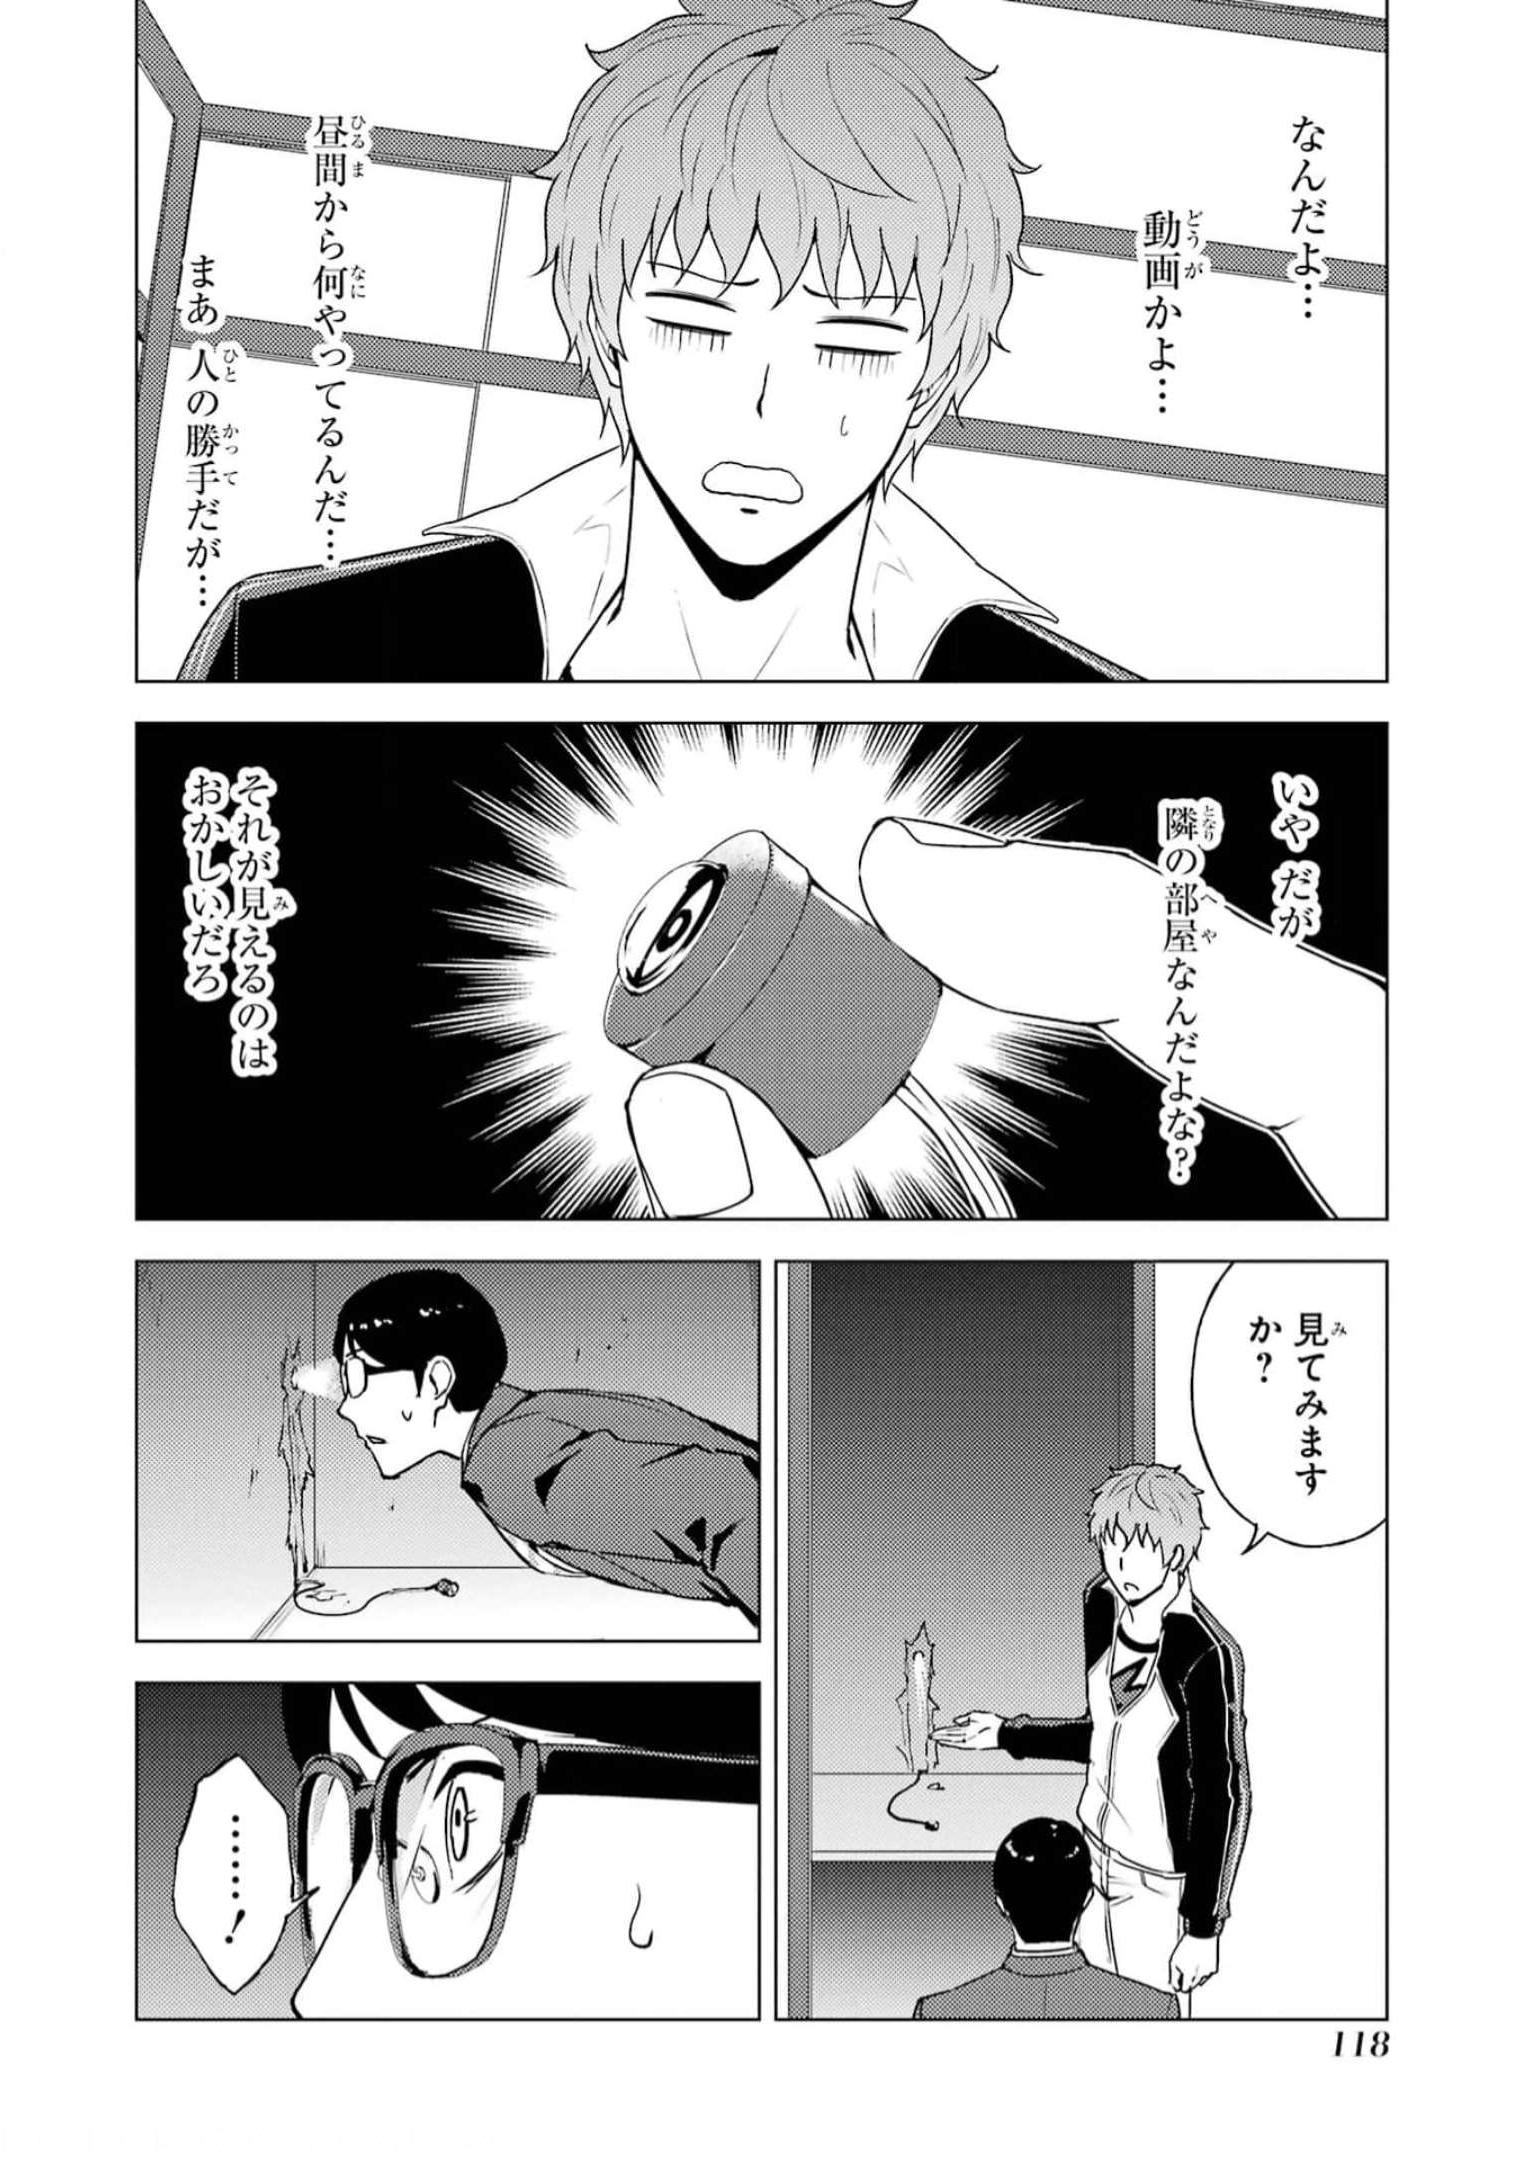 なんだよ…
動画かよ…
昼間から何やってるんだ…
まあ 人の勝手だが…
いや だが
隣の部屋なんだよな?
それが見えるのは
おかしいだろ
見てみます
か?
……!
118